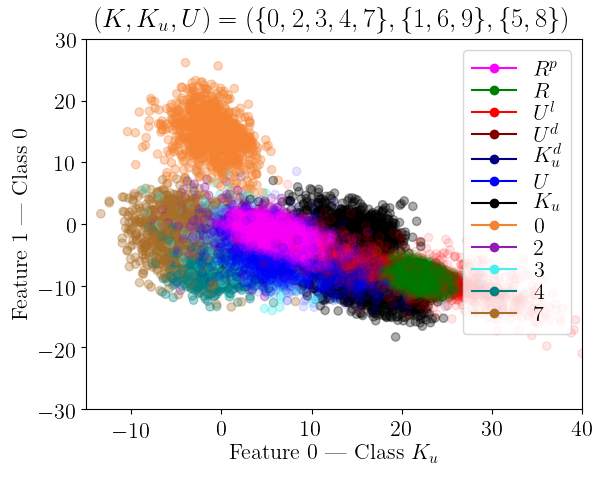 (K, K_u, U) = ({0, 2, 3, 4, 7}, {1, 6, 9}, {5, 8})
30
20
10
0
−10
−20
−30
Feature 1 — Class 0
R^p
R
U^l
U^d
K_u^d
U
K_u
0
2
3
4
7
−10
0
10
20
30
40
Feature 0 — Class K_u